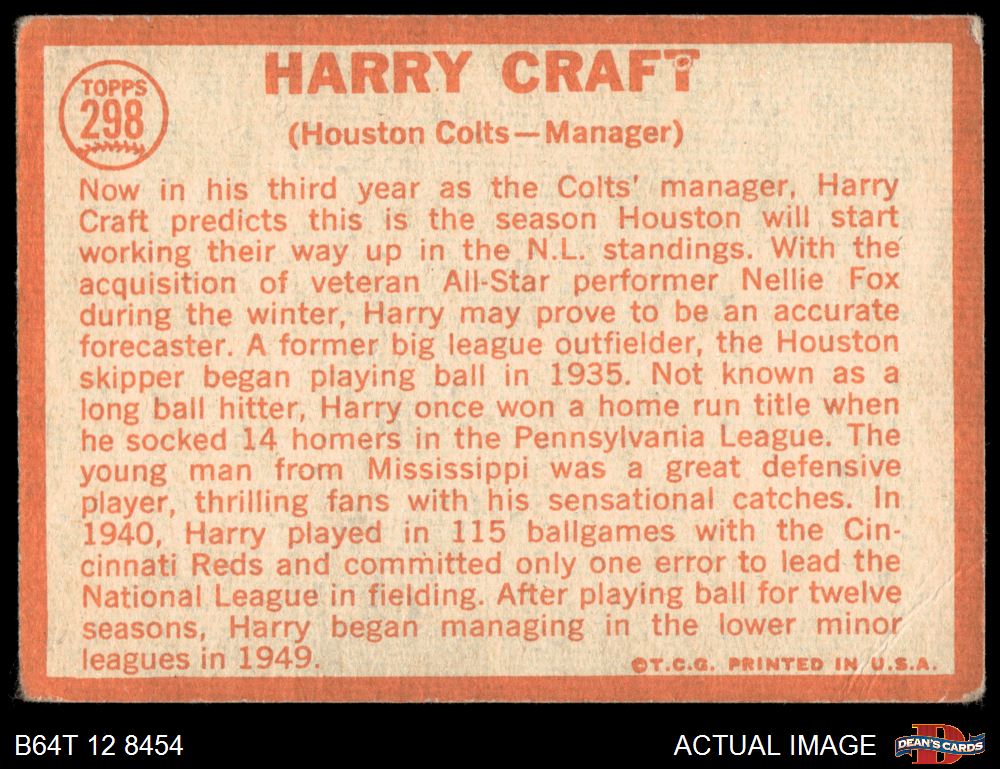 HARRY CRAFT
TOPPS
298
(Houston Colts—Manager)
Now in his third year as the Colts' manager, Harry
Craft predicts this is the season Houston will start
working their way up in the N.L. standings. With the
acquisition of veteran All-Star performer Nellie Fox
during the winter, Harry may prove to be an accurate
forecaster. A former big league outfielder, the Houston
skipper began playing ball in 1935. Not known as a
long ball hitter, Harry once won a home run title when
he socked 14 homers in the Pennsylvania League. The
young man from Mississippi was a great defensive
player, thrilling fans with his sensational catches. In
1940, Harry played in 115 ballgames with the Cin-
cinnati Reds and committed only one error to lead the
National League in fielding. After playing ball for twelve
seasons, Harry began managing in the lower minor
leagues in 1949.
©T.C.G. PRINTED IN U.S.A.
B64T 12 8454
ACTUAL IMAGE
D
DEAN'S CARDS